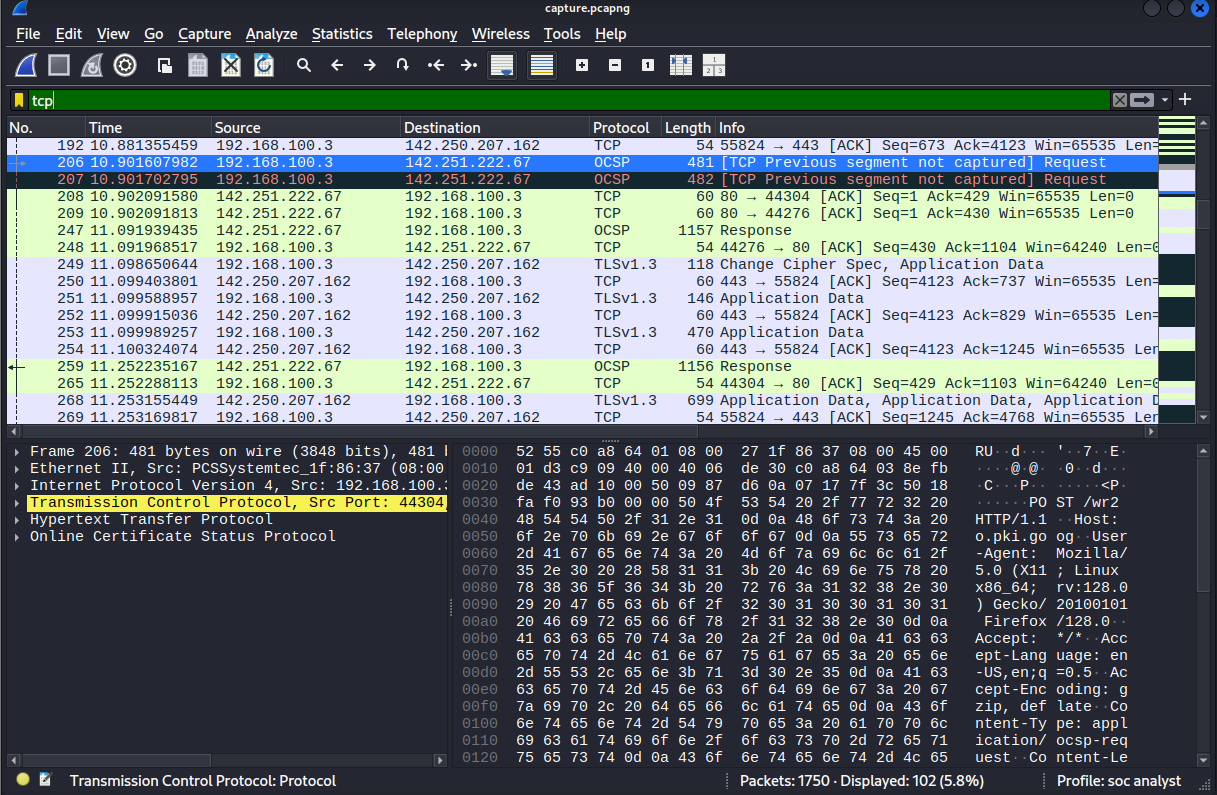 capture.pcapng
File Edit View Go Capture Analyze Statistics Telephony Wireless Tools Help
tcp
No. Time Source Destination Protocol Length Info
192 10.881355459 192.168.100.3 142.250.207.162 TCP 54 55824 → 443 [ACK] Seq=673 Ack=4123 Win=65535 Len=
206 10.901607982 192.168.100.3 142.251.222.67 OCSP 481 [TCP Previous segment not captured] Request
207 10.901702795 192.168.100.3 142.251.222.67 OCSP 482 [TCP Previous segment not captured] Request
208 10.902091580 142.251.222.67 192.168.100.3 TCP 60 80 → 44304 [ACK] Seq=1 Ack=429 Win=65535 Len=0
209 10.902091813 142.251.222.67 192.168.100.3 TCP 60 80 → 44276 [ACK] Seq=1 Ack=430 Win=65535 Len=0
247 11.091939435 142.251.222.67 192.168.100.3 OCSP 1157 Response
248 11.091968517 192.168.100.3 142.251.222.67 TCP 54 44276 → 80 [ACK] Seq=430 Ack=1104 Win=64240 Len=0
249 11.098650644 192.168.100.3 142.250.207.162 TLSv1.3 118 Change Cipher Spec, Application Data
250 11.099403801 142.250.207.162 192.168.100.3 TCP 60 443 → 55824 [ACK] Seq=4123 Ack=737 Win=65535 Len=
251 11.099588957 192.168.100.3 142.250.207.162 TLSv1.3 146 Application Data
252 11.099915036 142.250.207.162 192.168.100.3 TCP 60 443 → 55824 [ACK] Seq=4123 Ack=829 Win=65535 Len=
253 11.099989257 192.168.100.3 142.250.207.162 TLSv1.3 470 Application Data
254 11.100324074 142.250.207.162 192.168.100.3 TCP 60 443 → 55824 [ACK] Seq=4123 Ack=1245 Win=65535 Len
259 11.252235167 142.251.222.67 192.168.100.3 OCSP 1156 Response
265 11.252288113 192.168.100.3 142.251.222.67 TCP 54 44304 → 80 [ACK] Seq=429 Ack=1103 Win=64240 Len=0
268 11.253155449 142.250.207.162 192.168.100.3 TLSv1.3 699 Application Data, Application Data, Application D
269 11.253169817 192.168.100.3 142.250.207.162 TCP 54 55824 → 443 [ACK] Seq=1245 Ack=4768 Win=65535 Len
Frame 206: 481 bytes on wire (3848 bits), 481 b
Ethernet II, Src: PCSSystemtec_1f:86:37 (08:00
Internet Protocol Version 4, Src: 192.168.100.3
Transmission Control Protocol, Src Port: 44304,
Hypertext Transfer Protocol
Online Certificate Status Protocol
0000 52 55 c0 a8 64 01 08 00 27 1f 86 37 08 00 45 00 RU··d··· '··7··E·
0010 01 d3 c9 09 40 00 40 06 de 30 c0 a8 64 03 8e fb ····@·@· ·0··d···
0020 de 43 ad 10 00 50 09 87 d6 0a 07 17 7f 3c 50 18 ·C···P·· ·····<P·
0030 fa f0 93 b0 00 00 50 4f 53 54 20 2f 77 72 32 20 ······PO ST /wr2
0040 48 54 54 50 2f 31 2e 31 0d 0a 48 6f 73 74 3a 20 HTTP/1.1 ··Host:
0050 6f 2e 70 6b 69 2e 67 6f 6f 67 0d 0a 55 73 65 72 o.pki.go og··User
0060 2d 41 67 65 6e 74 3a 20 4d 6f 7a 69 6c 6c 61 2f -Agent: Mozilla/
0070 35 2e 30 20 28 58 31 31 3b 20 4c 69 6e 75 78 20 5.0 (X11 ; Linux
0080 78 38 36 5f 36 34 3b 20 72 76 3a 31 32 38 2e 30 x86_64; rv:128.0
0090 29 20 47 65 63 6b 6f 2f 32 30 31 30 30 31 30 31 ) Gecko/ 20100101
00a0 20 46 69 72 65 66 6f 78 2f 31 32 38 2e 30 0d 0a Firefox /128.0··
00b0 41 63 63 65 70 74 3a 20 2a 2f 2a 0d 0a 41 63 63 Accept: */*··Acc
00c0 65 70 74 2d 4c 61 6e 67 75 61 67 65 3a 20 65 6e ept-Lang uage: en
00d0 2d 55 53 2c 65 6e 3b 71 3d 30 2e 35 0d 0a 41 63 -US,en;q =0.5··Ac
00e0 63 65 70 74 2d 45 6e 63 6f 64 69 6e 67 3a 20 67 cept-Enc oding: g
00f0 7a 69 70 2c 20 64 65 66 6c 61 74 65 0d 0a 43 6f zip, def late··Co
0100 6e 74 65 6e 74 2d 54 79 70 65 3a 20 61 70 70 6c ntent-Ty pe: appl
0110 69 63 61 74 69 6f 6e 2f 6f 63 73 70 2d 72 65 71 ication/ ocsp-req
0120 75 65 73 74 0d 0a 43 6f 6e 74 65 6e 74 2d 4c 65 uest··Co ntent-Le
Transmission Control Protocol: Protocol Packets: 1750 · Displayed: 102 (5.8%) Profile: soc analyst